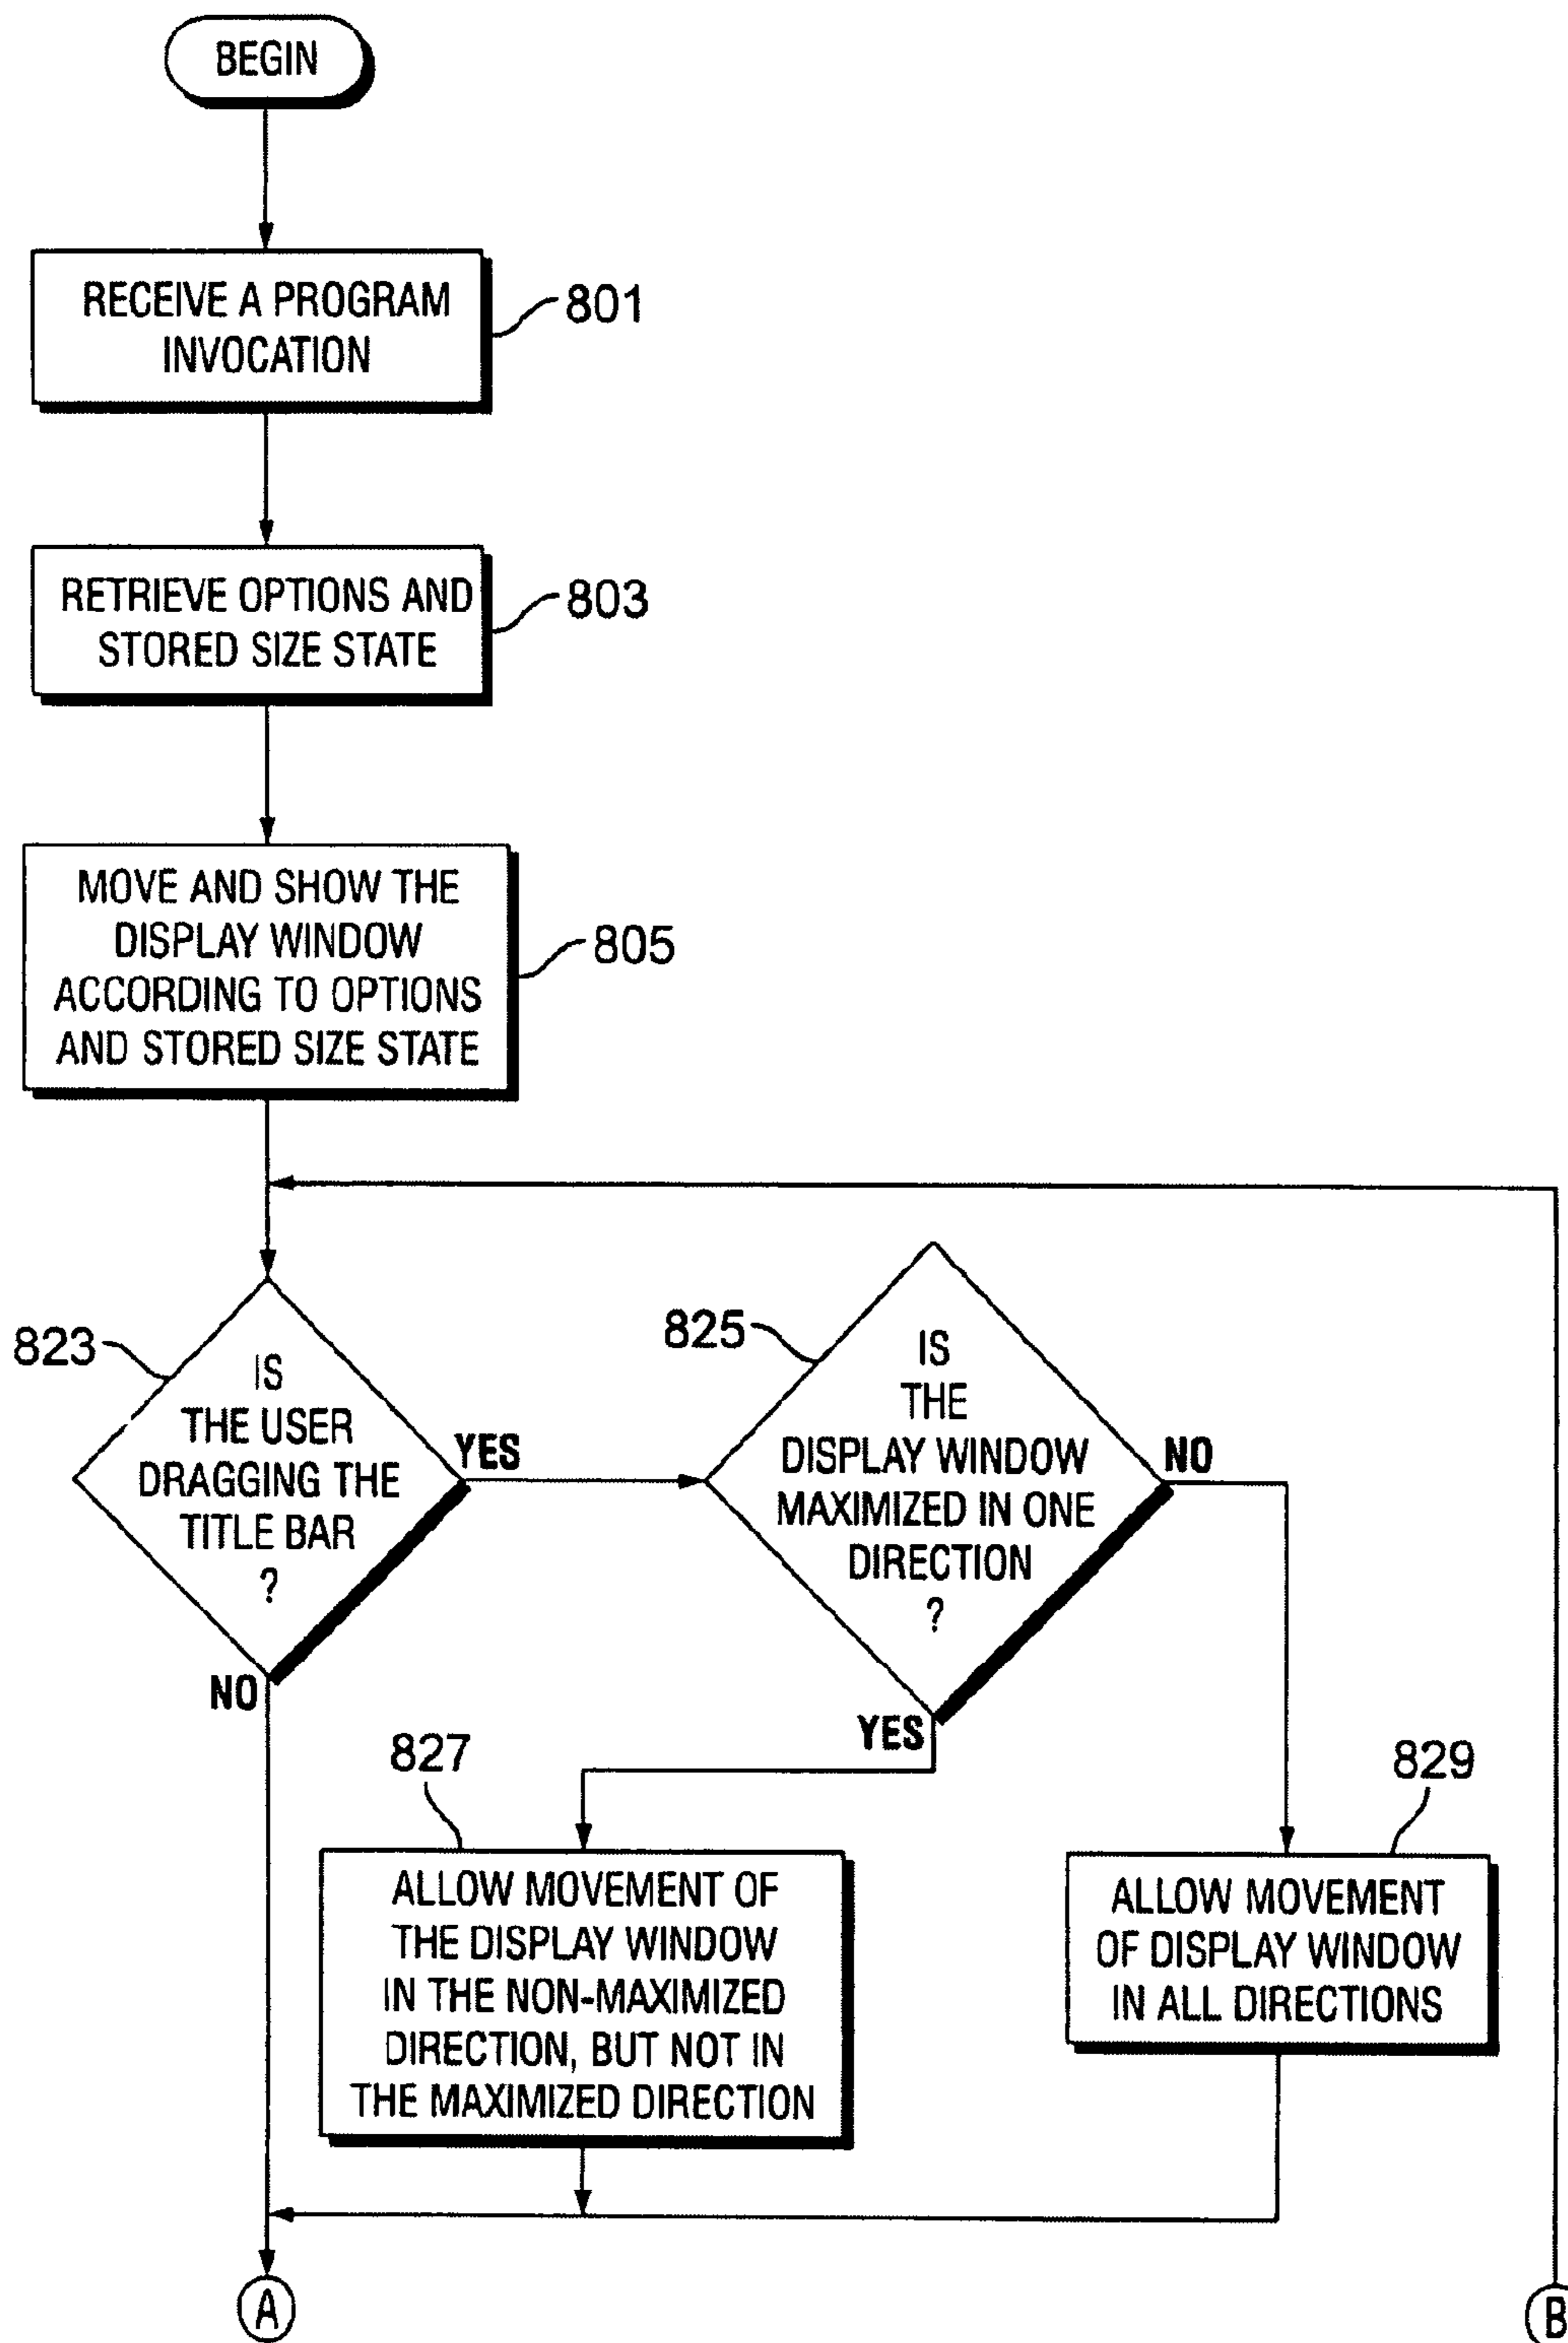 BEGIN
RECEIVE A PROGRAM
INVOCATION
801
RETRIEVE OPTIONS AND
STORED SIZE STATE
803
MOVE AND SHOW THE
DISPLAY WINDOW
ACCORDING TO OPTIONS
AND STORED SIZE STATE
805
823
IS
THE USER
DRAGGING THE
TITLE BAR
?
YES
NO
825
IS
THE
DISPLAY WINDOW
MAXIMIZED IN ONE
DIRECTION
?
NO
YES
827
ALLOW MOVEMENT OF
THE DISPLAY WINDOW
IN THE NON-MAXIMIZED
DIRECTION, BUT NOT IN
THE MAXIMIZED DIRECTION
829
ALLOW MOVEMENT
OF DISPLAY WINDOW
IN ALL DIRECTIONS
A
B